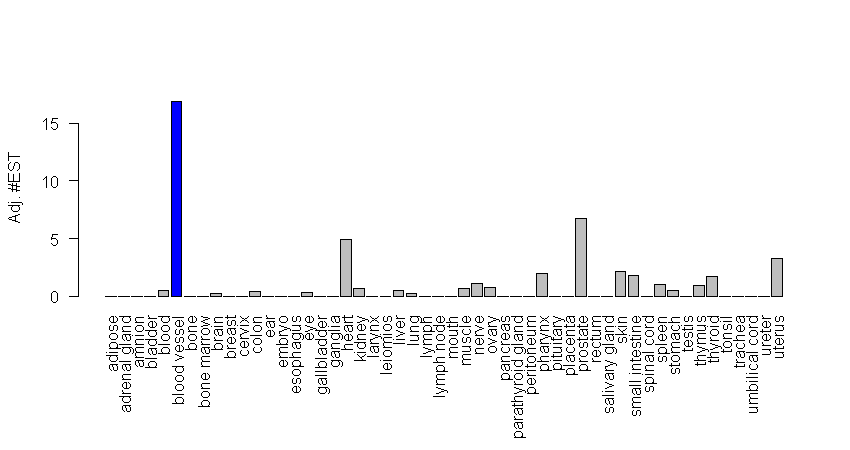 Adj. #EST
15
10
5
0
adipose
adrenal gland
amnion
bladder
blood
blood vessel
bone
bone marrow
brain
breast
cervix
colon
ear
embryo
esophagus
eye
gallbladder
ganglia
heart
kidney
larynx
leiomios
liver
lung
lymph
lymph node
mouth
muscle
nerve
ovary
pancreas
parathyroid gland
peritoneum
pharynx
pituitary
placenta
prostate
rectum
salivary gland
skin
small intestine
spinal cord
spleen
stomach
testis
thymus
thyroid
tonsil
trachea
umbilical cord
ureter
uterus